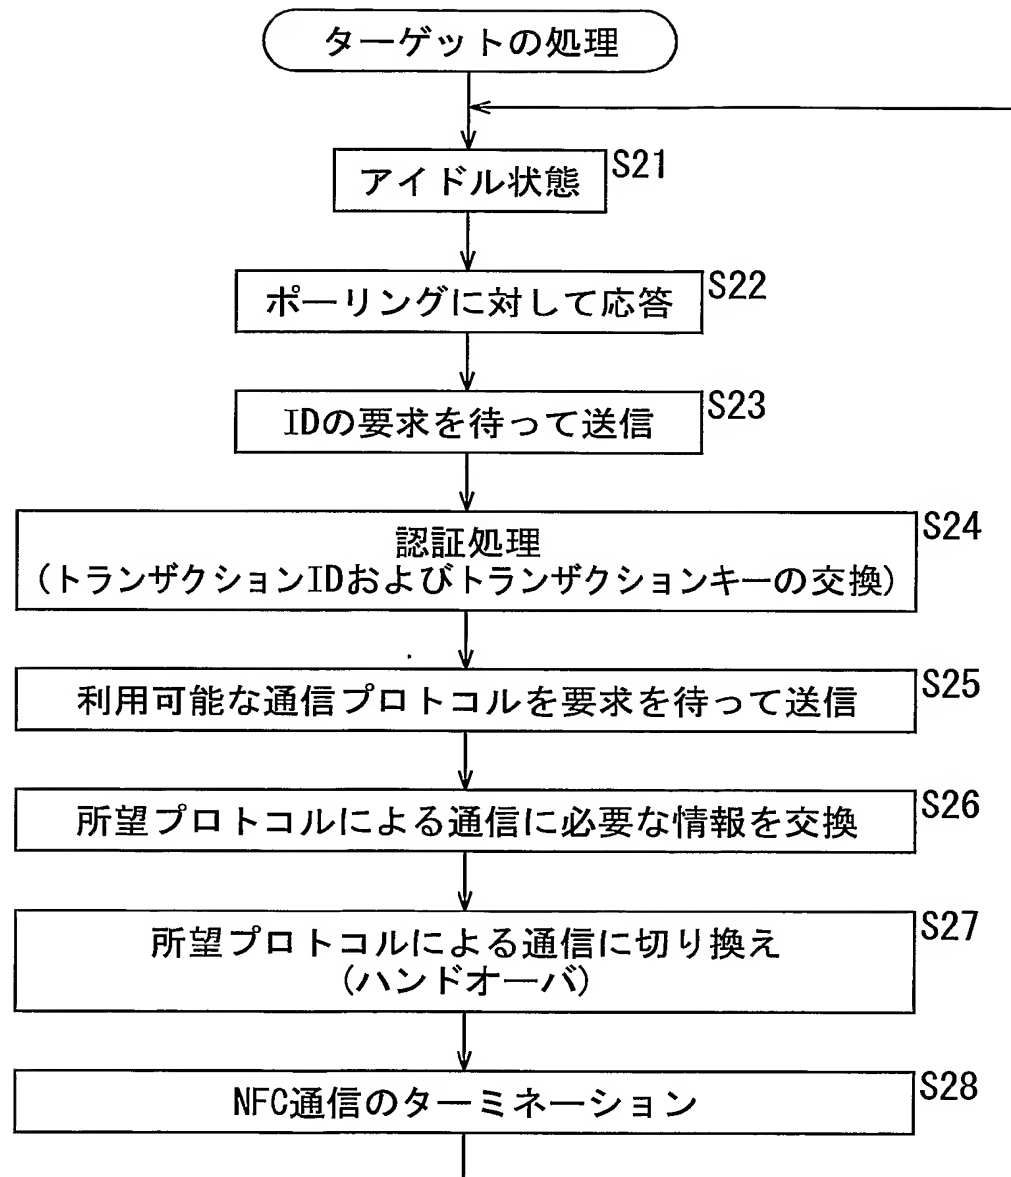 ターゲットの処理
アイドル状態
S21
ポーリングに対して応答
S22
IDの要求を待って送信
S23
認証処理
(トランザクションIDおよびトランザクションキーの交換)
S24
利用可能な通信プロトコルを要求を待って送信
S25
所望プロトコルによる通信に必要な情報を交換
S26
所望プロトコルによる通信に切り換え
(ハンドオーバ)
S27
NFC通信のターミネーション
S28